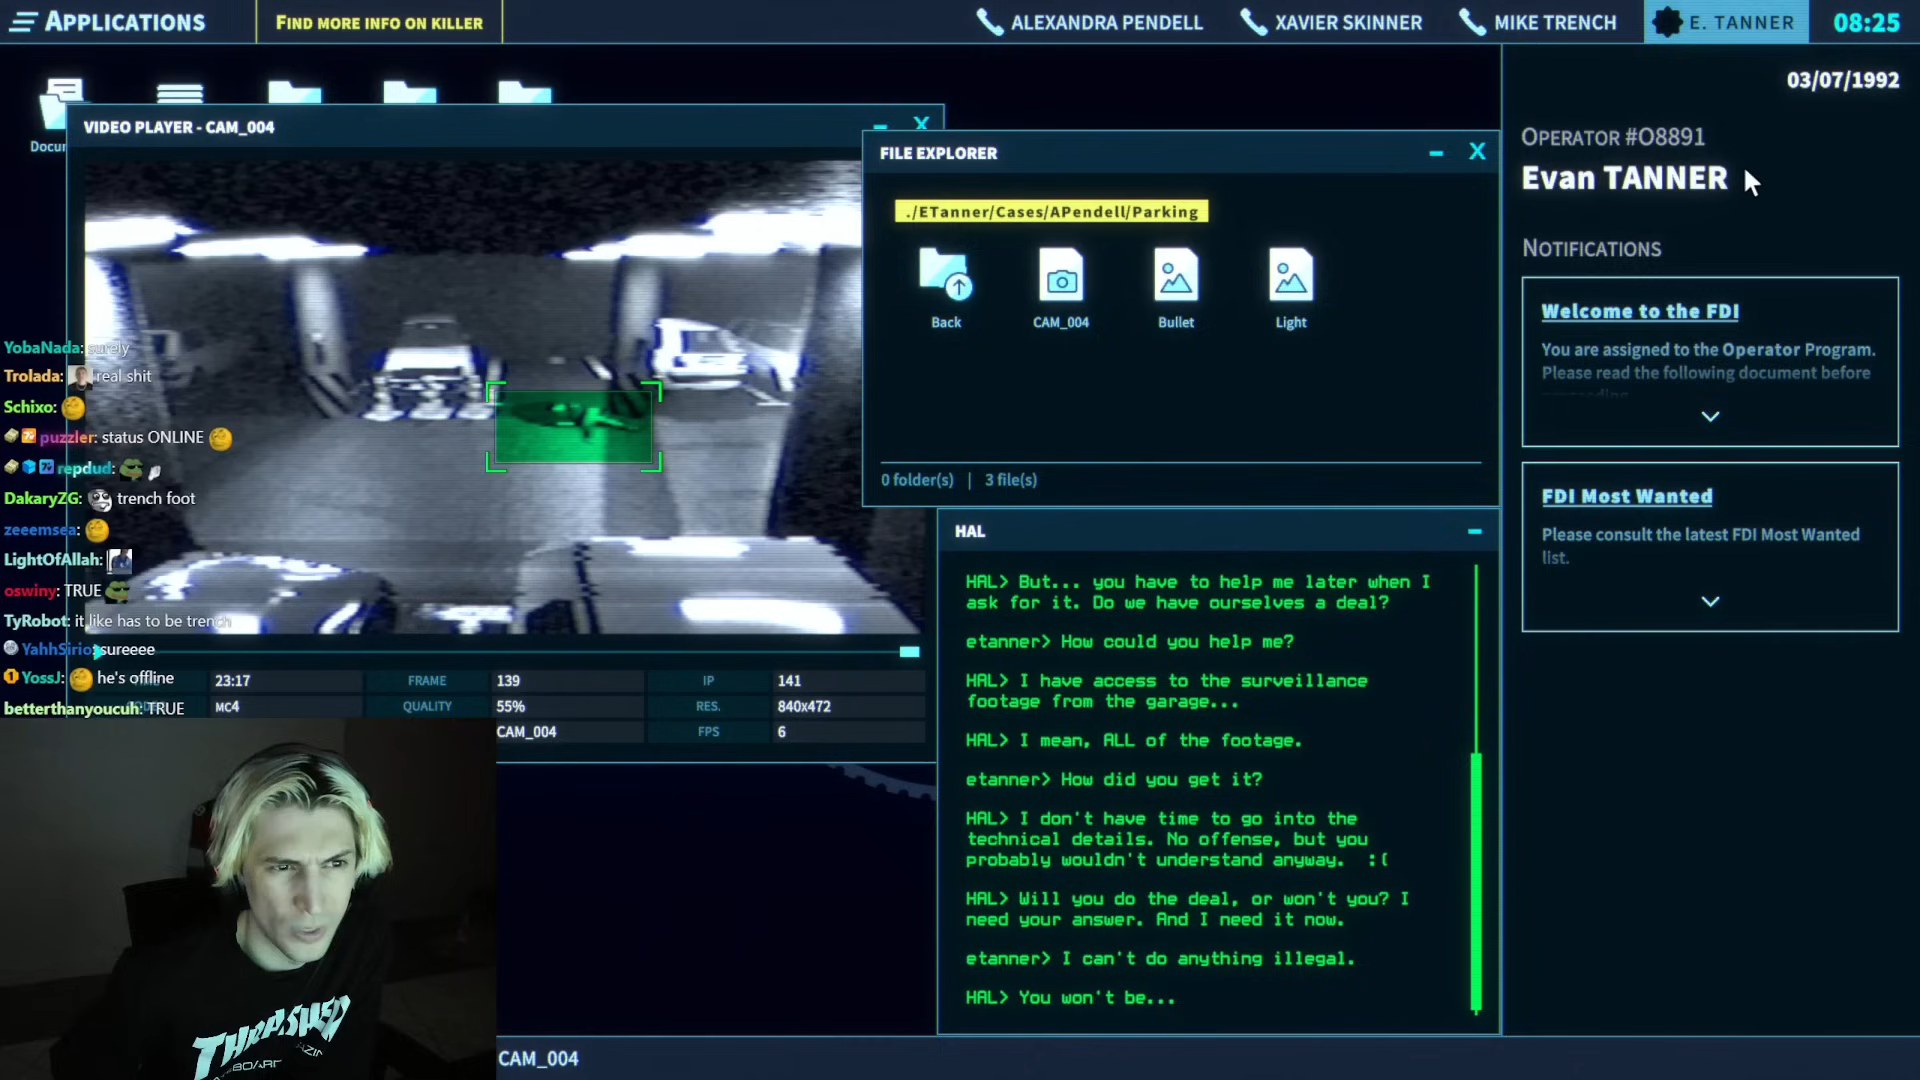 APPLICATIONS
FIND MORE INFO ON KILLER
ALEXANDRA PENDELL
XAVIER SKINNER
MIKE TRENCH
E. TANNER
08:25
03/07/1992
OPERATOR #O8891
Evan TANNER
NOTIFICATIONS
Welcome to the FDI
You are assigned to the Operator Program.
Please read the following document before
FDI Most Wanted
Please consult the latest FDI Most Wanted
list.
VIDEO PLAYER - CAM_004
X
FILE EXPLORER
X
./ETanner/Cases/APendell/Parking
Back
CAM_004
Bullet
Light
0 folder(s) | 3 file(s)
HAL
HAL> But... you have to help me later when I
ask for it. Do we have ourselves a deal?
etanner> How could you help me?
HAL> I have access to the surveillance
footage from the garage...
HAL> I mean, ALL of the footage.
etanner> How did you get it?
HAL> I don't have time to go into the
technical details. No offense, but you
probably wouldn't understand anyway. :(
HAL> Will you do the deal, or won't you? I
need your answer. And I need it now.
etanner> I can't do anything illegal.
HAL> You won't be...
YobaNada: surely
Trolada: real shit
Schixo:
puzzler: status ONLINE
repdud:
DakaryZG: trench foot
zeeemsea:
LightOfAllah:
oswiny: TRUE
TyRobot: it like has to be trench
YahhSirio: sureeee
YossJ: he's offline
betterthanyoucuh: TRUE
23:17
FRAME
139
IP
141
MC4
QUALITY
55%
RES.
840x472
CAM_004
FPS
6
THRASHED
CAM_004